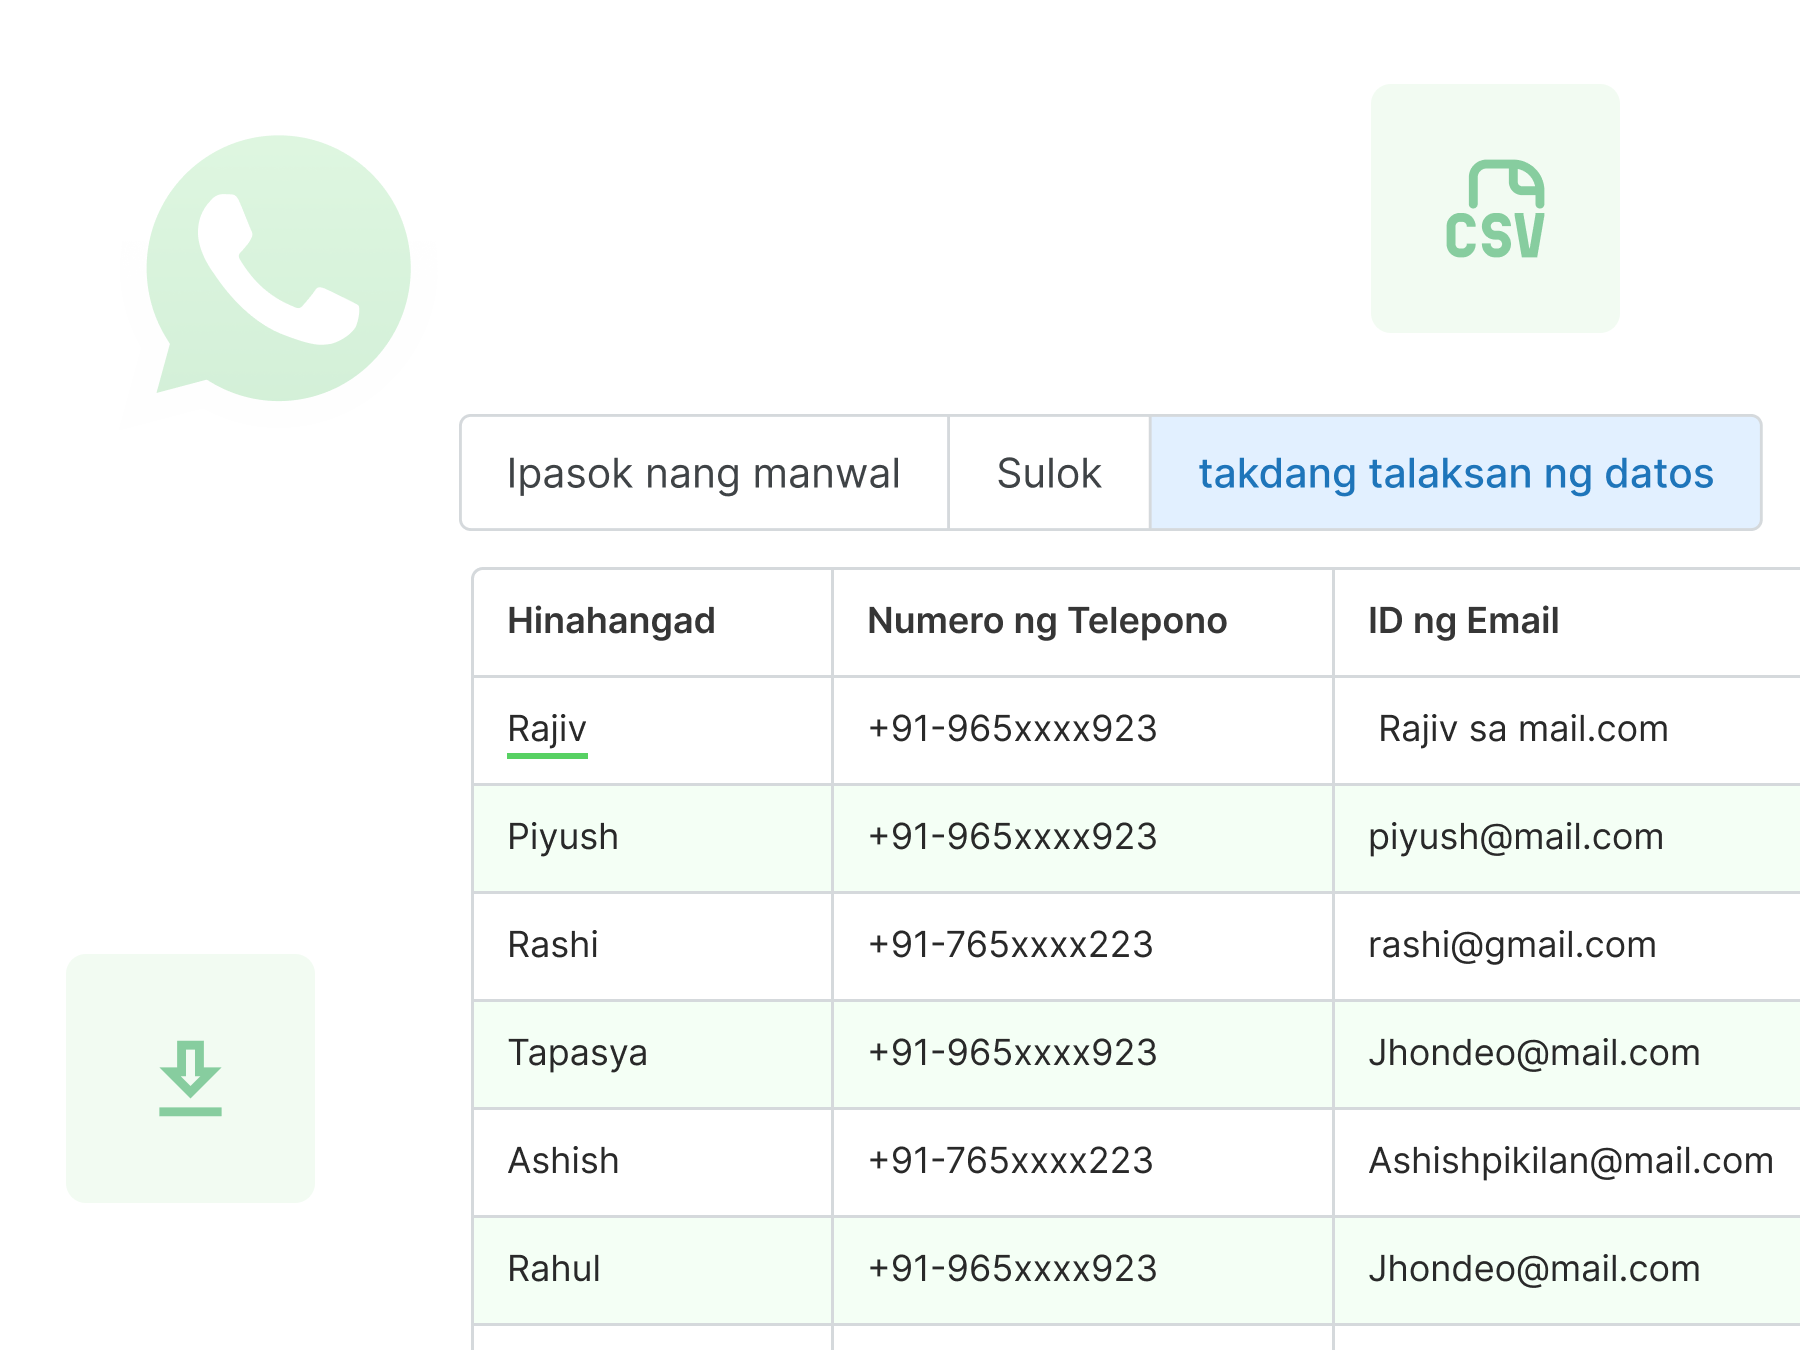 CSV
Ipasok nang manwal Sulok takdang talaksan ng datos
Hinahangad Numero ng Telepono ID ng Email
Rajiv +91-965xxxx923 Rajiv sa mail.com
Piyush +91-965xxxx923 piyush@mail.com
Rashi +91-765xxxx223 rashi@gmail.com
Tapasya +91-965xxxx923 Jhondeo@mail.com
Ashish +91-765xxxx223 Ashishpikilan@mail.com
Rahul +91-965xxxx923 Jhondeo@mail.com